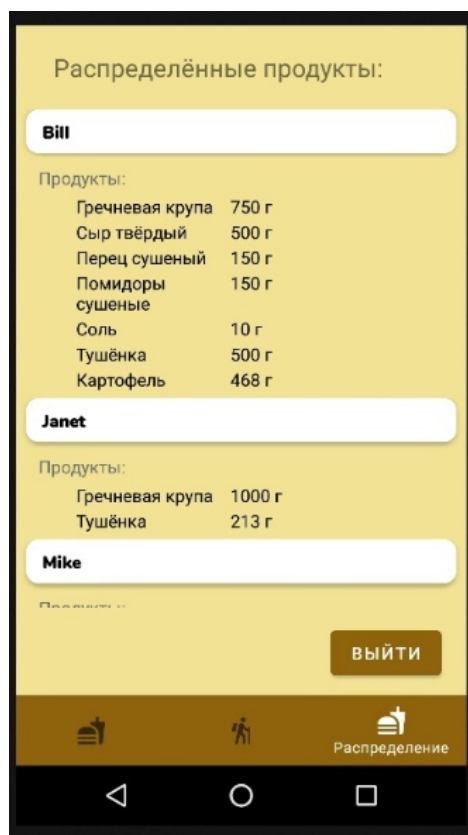 Распределённые продукты:
Bill
Продукты:
Гречневая крупа 750 г
Сыр твёрдый 500 г
Перец сушеный 150 г
Помидоры 150 г
сушеные
Соль 10 г
Тушёнка 500 г
Картофель 468 г
Janet
Продукты:
Гречневая крупа 1000 г
Тушёнка 213 г
Mike
Продукты:
ВЫЙТИ
Распределение